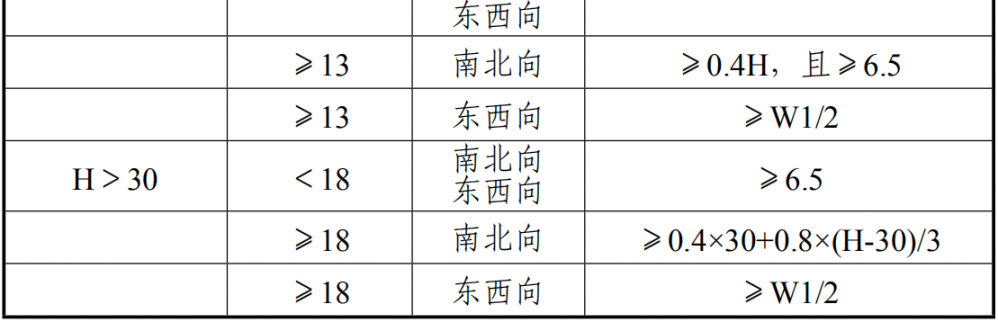 东西向
≥13 南北向 ≥0.4H，且≥6.5
≥13 东西向 ≥W1/2
H>30 <18 南北向 ≥6.5
东西向
≥18 南北向 ≥0.4×30+0.8×(H-30)/3
≥18 东西向 ≥W1/2